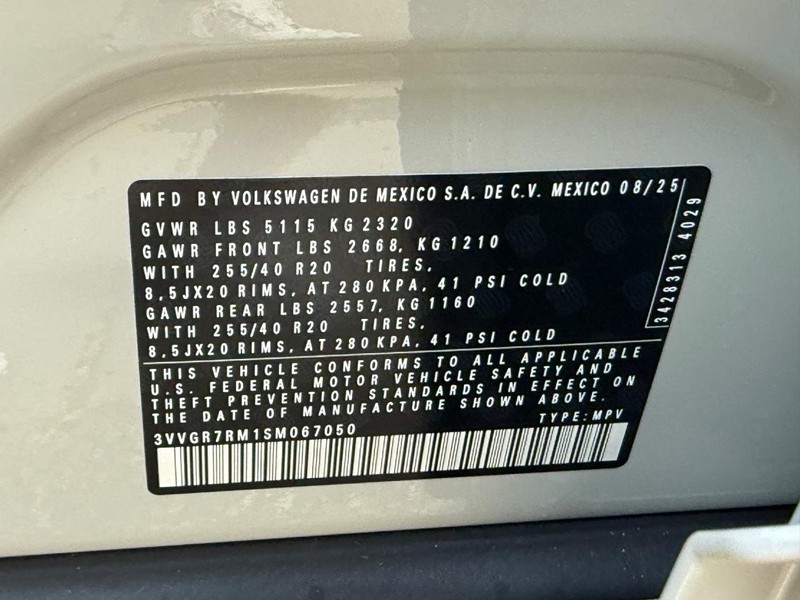 MFD BY VOLKSWAGEN DE MEXICO S.A. DE C.V. MEXICO 08/25
GVWR LBS 5115 KG 2320
GAWR FRONT LBS 2668, KG 1210
WITH 255/40 R20 TIRES,
8,5JX20 RIMS, AT 280 KPA, 41 PSI COLD
GAWR REAR LBS 2557, KG 1160
WITH 255/40 R20 TIRES,
8,5JX20 RIMS, AT 280 KPA, 41 PSI COLD
3428313 4029
THIS VEHICLE CONFORMS TO ALL APPLICABLE
U.S. FEDERAL MOTOR VEHICLE SAFETY AND
THEFT PREVENTION STANDARDS IN EFFECT ON
THE DATE OF MANUFACTURE SHOWN ABOVE.
TYPE: MPV
3VVGR7RM1SM067050